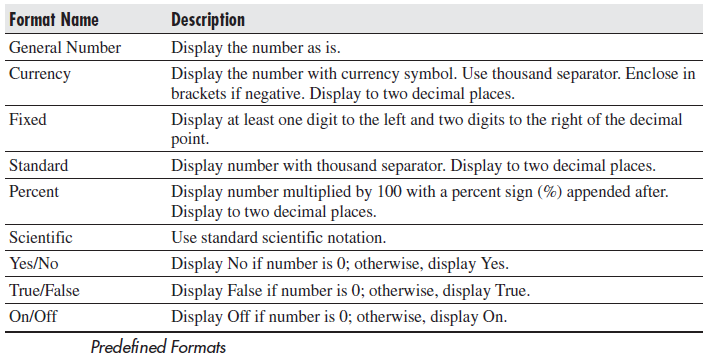 Format Name Description
General Number Display the number as is.
Currency Display the number with currency symbol. Use thousand separator. Enclose in
brackets if negative. Display to two decimal places.
Fixed Display at least one digit to the left and two digits to the right of the decimal
point.
Standard Display number with thousand separator. Display to two decimal places.
Percent Display number multiplied by 100 with a percent sign (%) appended after.
Display to two decimal places.
Scientific Use standard scientific notation.
Yes/No Display No if number is 0; otherwise, display Yes.
True/False Display False if number is 0; otherwise, display True.
On/Off Display Off if number is 0; otherwise, display On.
Predefined Formats